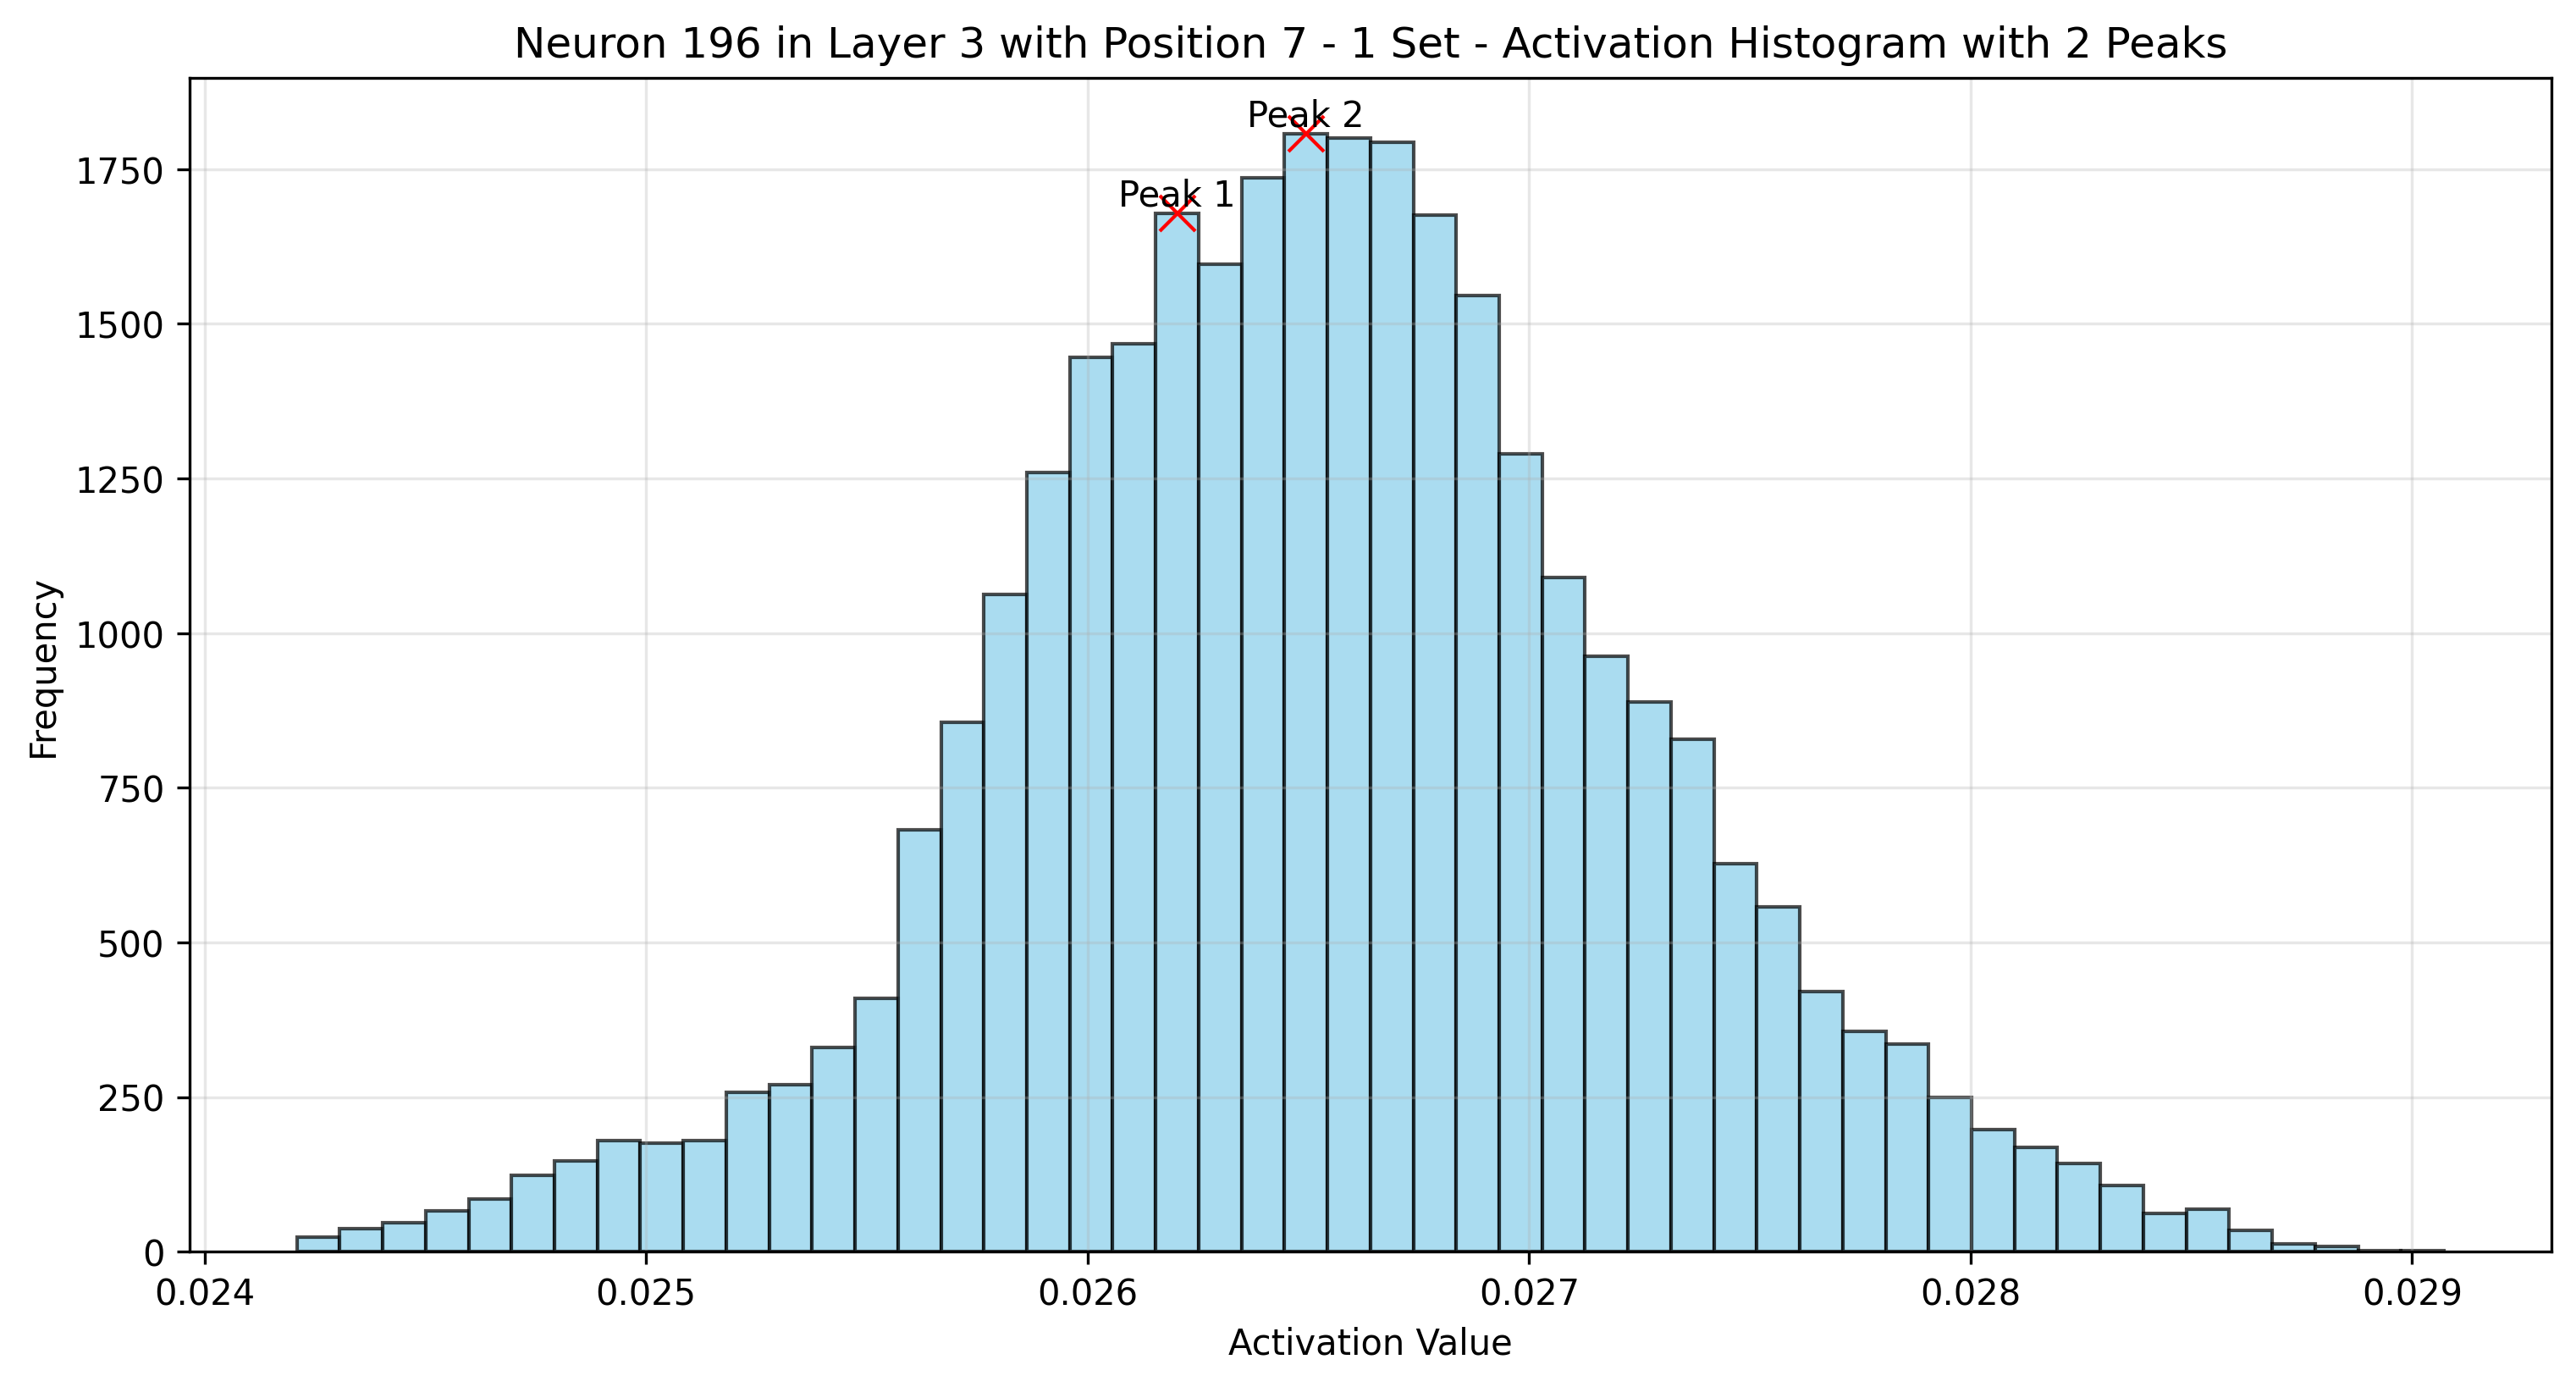 Neuron 196 in Layer 3 with Position 7 - 1 Set - Activation Histogram with 2 Peaks
Peak 2
Peak 1
1750
1500
1250
1000
750
500
250
0
Frequency
0.024 0.025 0.026 0.027 0.028 0.029
Activation Value